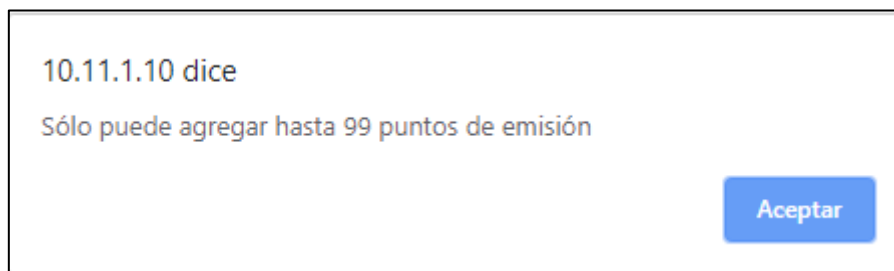 10.11.1.10 dice
Sólo puede agregar hasta 99 puntos de emisión
Aceptar